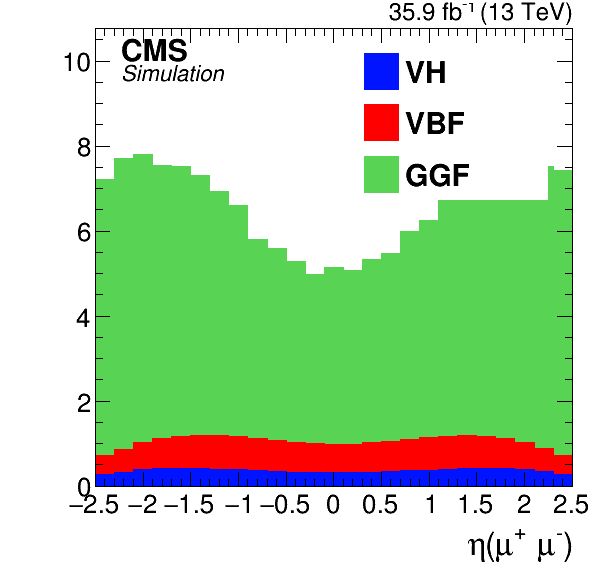 35.9 fb⁻¹ (13 TeV)
CMS
Simulation
VH
VBF
GGF
10
8
6
4
2
0
−2.5 −2 −1.5 −1 −0.5 0 0.5 1 1.5 2 2.5
η(μ⁺ μ⁻)